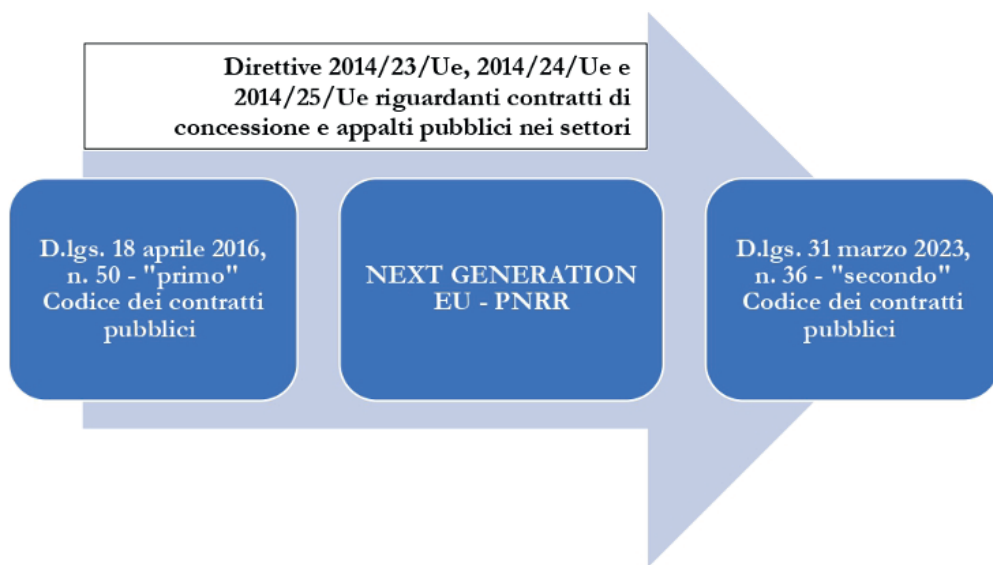 Direttive 2014/23/Ue, 2014/24/Ue e
2014/25/Ue riguardanti contratti di
concessione e appalti pubblici nei settori
D.lgs. 18 aprile 2016,
n. 50 - "primo"
Codice dei contratti
pubblici
NEXT GENERATION
EU - PNRR
D.lgs. 31 marzo 2023,
n. 36 - "secondo"
Codice dei contratti
pubblici